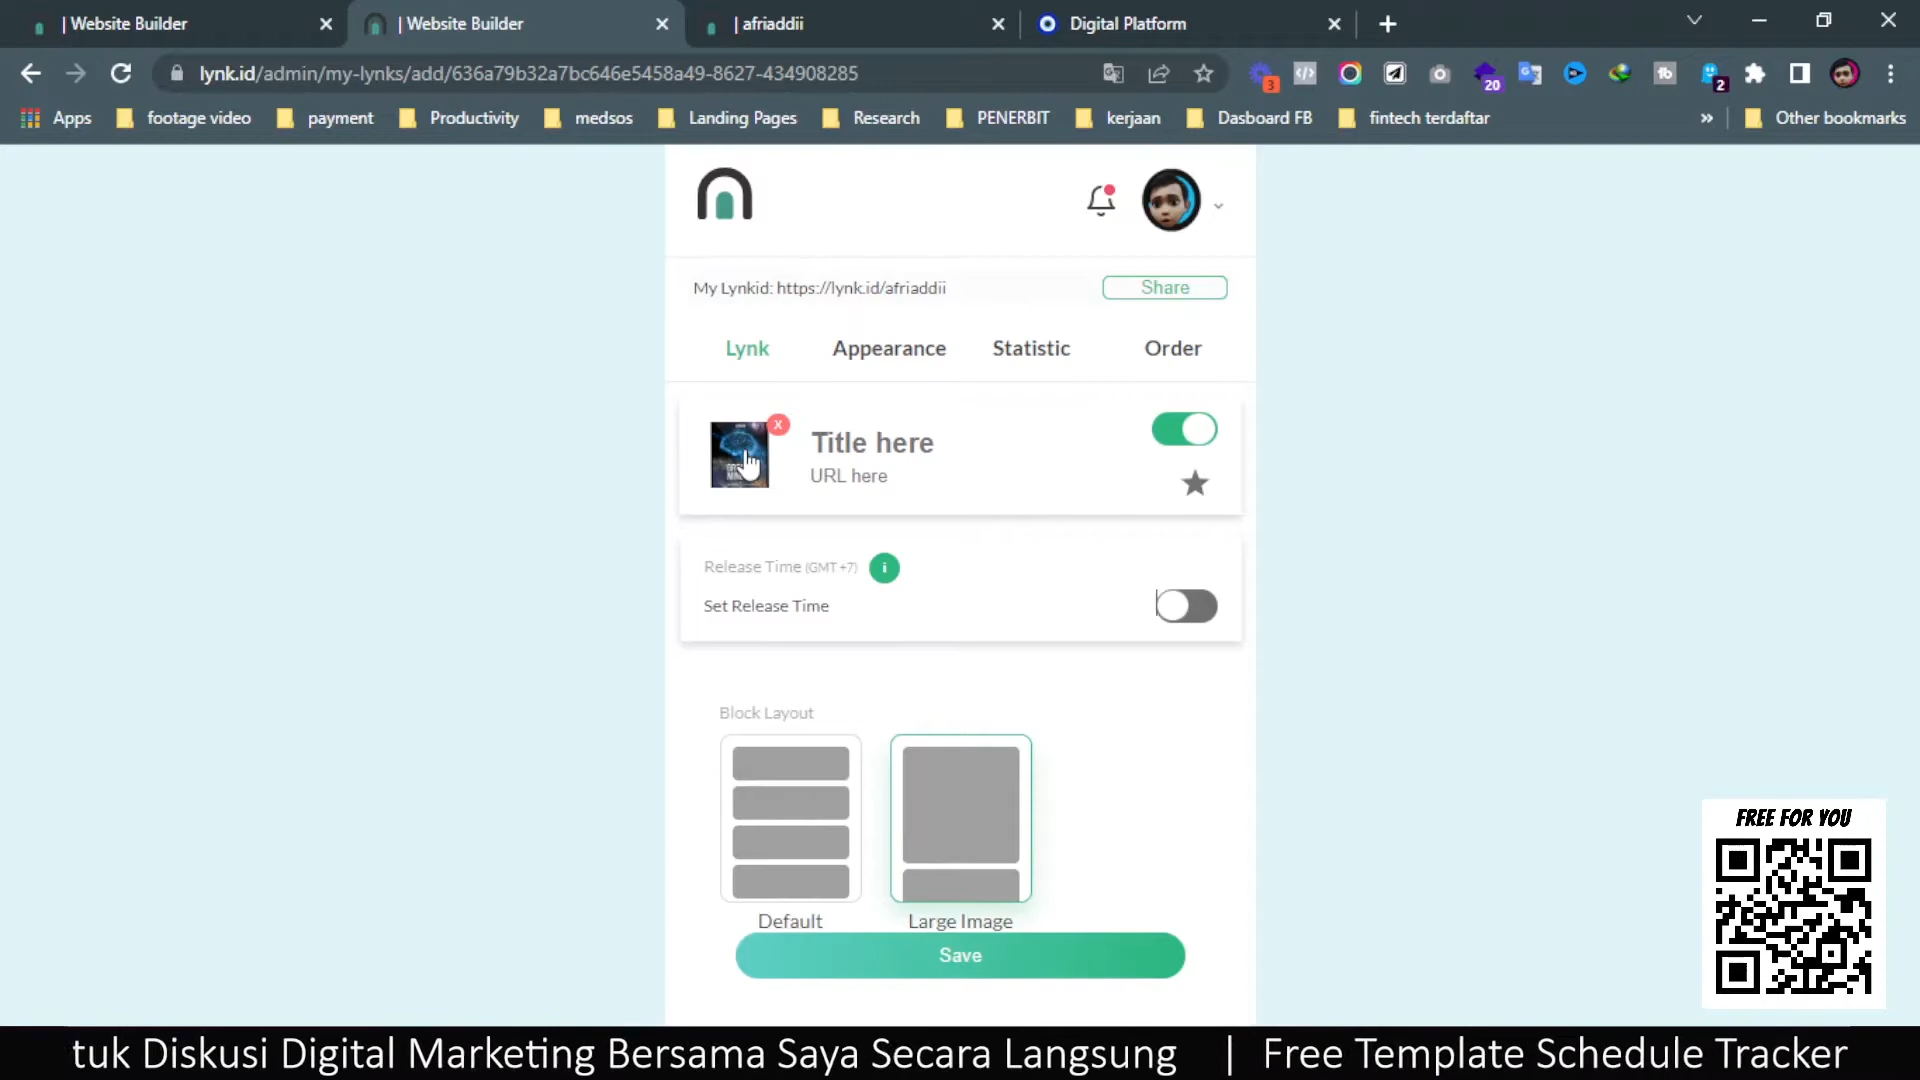 | Website Builder
| Website Builder
| afriaddii
Digital Platform
lynk.id/admin/my-lynks/add/636a79b32a7bc646e5458a49-8627-434908285
3
20
2
Apps
footage video
payment
Productivity
medsos
Landing Pages
Research
PENERBIT
kerjaan
Dasboard FB
fintech terdaftar
»
Other bookmarks
My Lynkid: https://lynk.id/afriaddii
Share
Lynk
Appearance
Statistic
Order
X
Title here
URL here
Release Time (GMT +7)
i
Set Release Time
Block Layout
Default
Large Image
Save
FREE FOR YOU
tuk Diskusi Digital Marketing Bersama Saya Secara Langsung | Free Template Schedule Tracker